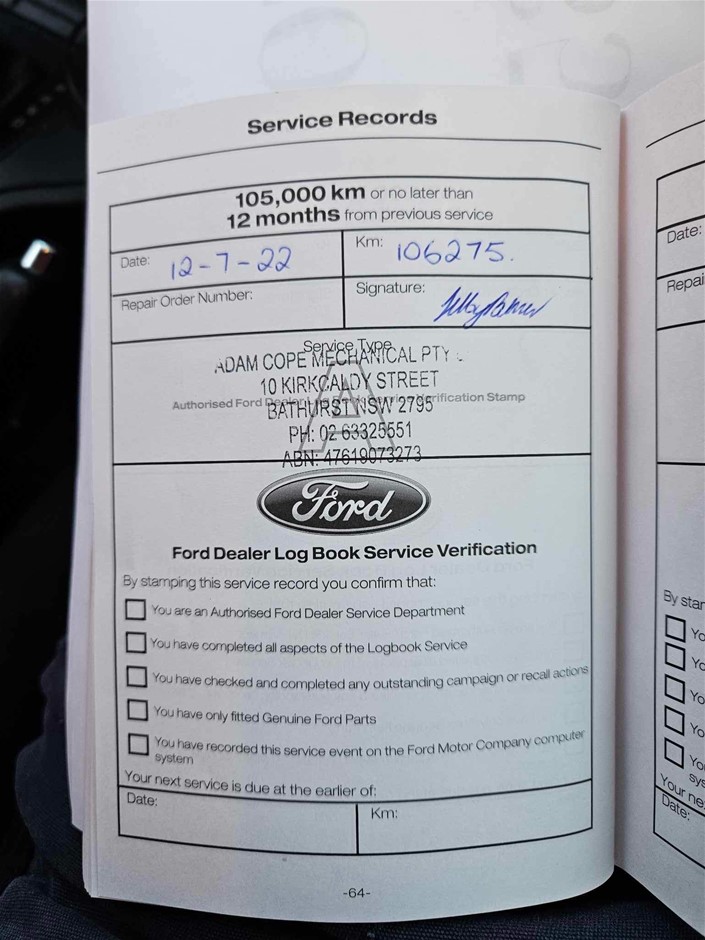 Service Records
105,000 km or no later than
12 months from previous service
Date: 12-7-22
Km: 106275.
Repair Order Number:
Signature:
Service Type
A
ADAM COPE MECHANICAL PTY
10 KIRKCALDY STREET
Authorised Ford Verification Stamp
BATHURST NSW 2795
PH: 02 63325551
ABN: 47619073273
Ford
Ford Dealer Log Book Service Verification
By stamping this service record you confirm that:
You are an Authorised Ford Dealer Service Department
You have completed all aspects of the Logbook Service
You have checked and completed any outstanding campaign or recall actions
You have only fitted Genuine Ford Parts
You have recorded this service event on the Ford Motor Company computer
system
Your next service is due at the earlier of:
Date:
Km:
-64-
Date:
Repai
By star
Yo
Yo
Yo
Yo
You
sys
Your ne
Date: